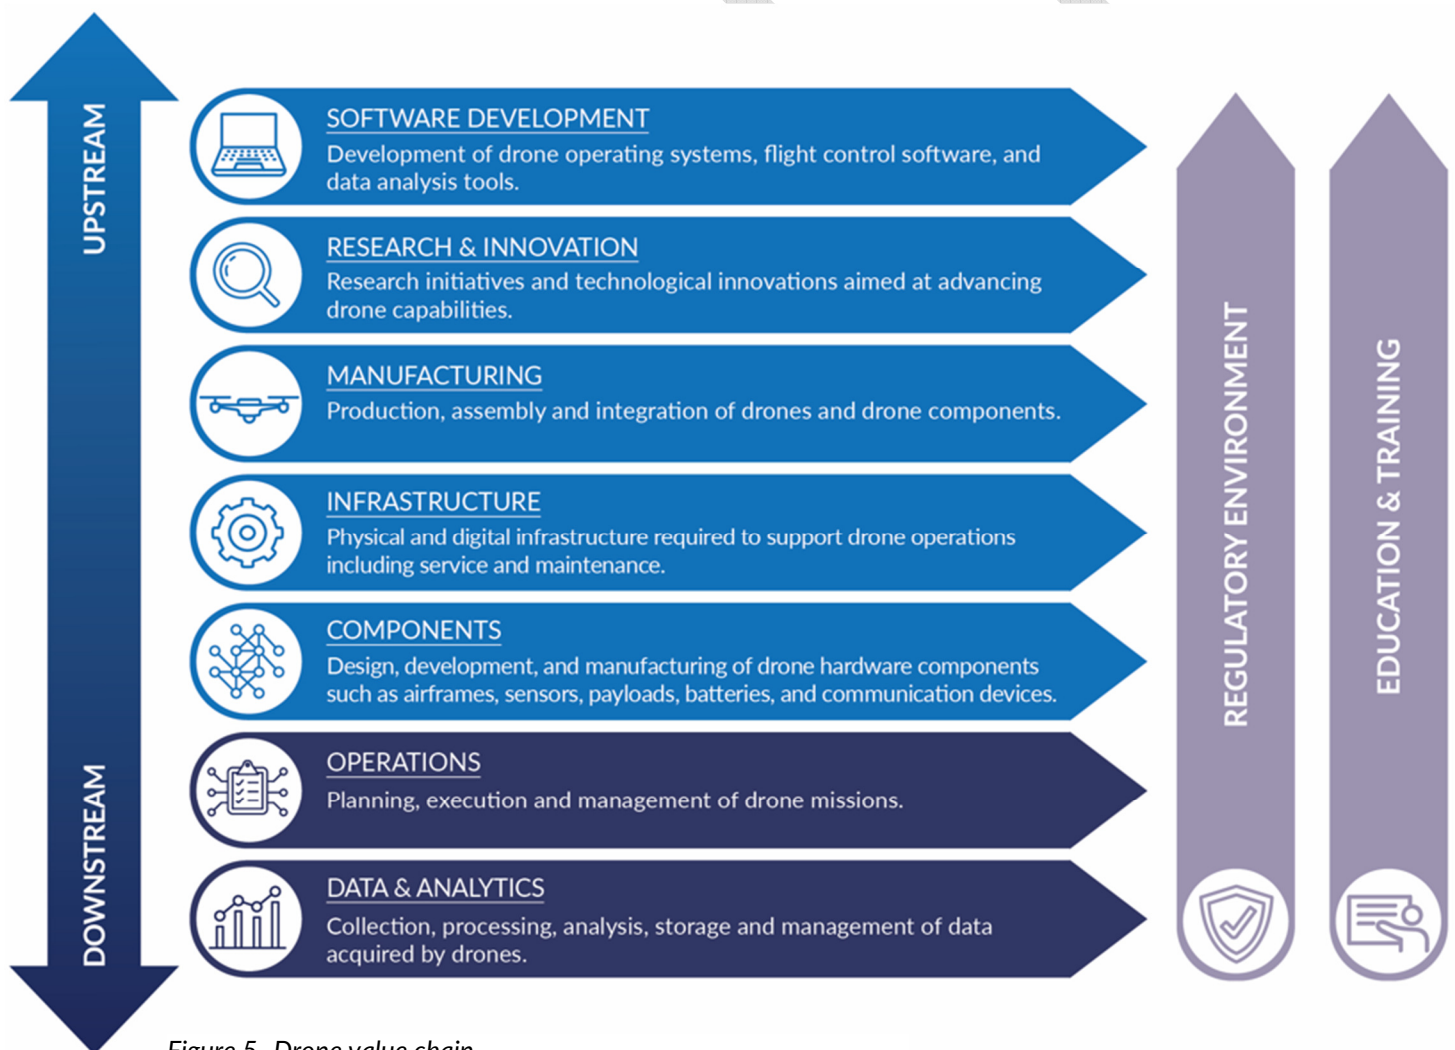 UPSTREAM
DOWNSTREAM
SOFTWARE DEVELOPMENT
Development of drone operating systems, flight control software, and
data analysis tools.
RESEARCH & INNOVATION
Research initiatives and technological innovations aimed at advancing
drone capabilities.
MANUFACTURING
Production, assembly and integration of drones and drone components.
INFRASTRUCTURE
Physical and digital infrastructure required to support drone operations
including service and maintenance.
COMPONENTS
Design, development, and manufacturing of drone hardware components
such as airframes, sensors, payloads, batteries, and communication devices.
OPERATIONS
Planning, execution and management of drone missions.
DATA & ANALYTICS
Collection, processing, analysis, storage and management of data
acquired by drones.
REGULATORY ENVIRONMENT
EDUCATION & TRAINING
Figure 5. Drone value chain